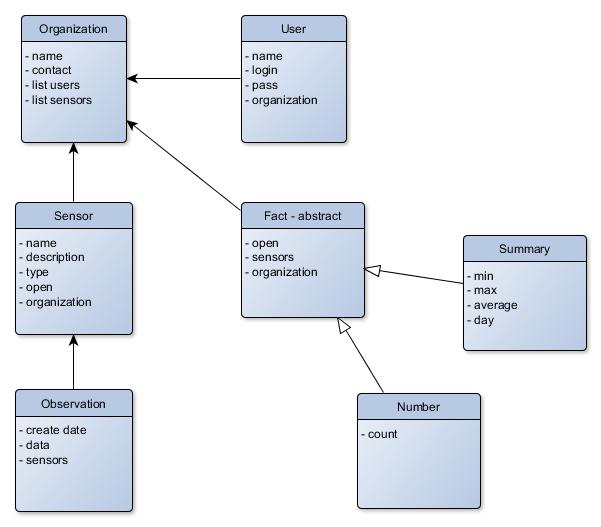 Organization
- name
- contact
- list users
- list sensors
User
- name
- login
- pass
- organization
Sensor
- name
- description
- type
- open
- organization
Fact - abstract
- open
- sensors
- organization
Summary
- min
- max
- average
- day
Observation
- create date
- data
- sensors
Number
- count